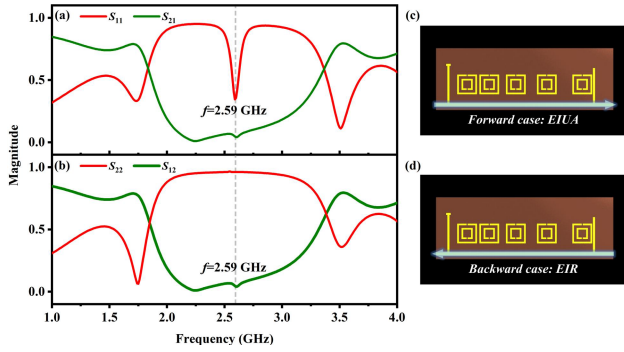 (a)
S11
S21
1.0
0.5
0.0
f=2.59 GHz
(b)
S22
S12
1.0
0.5
0.0
f=2.59 GHz
Magnitude
1.0
1.5
2.0
2.5
3.0
3.5
4.0
Frequency (GHz)
(c)
Forward case: EIUA
(d)
Backward case: EIR